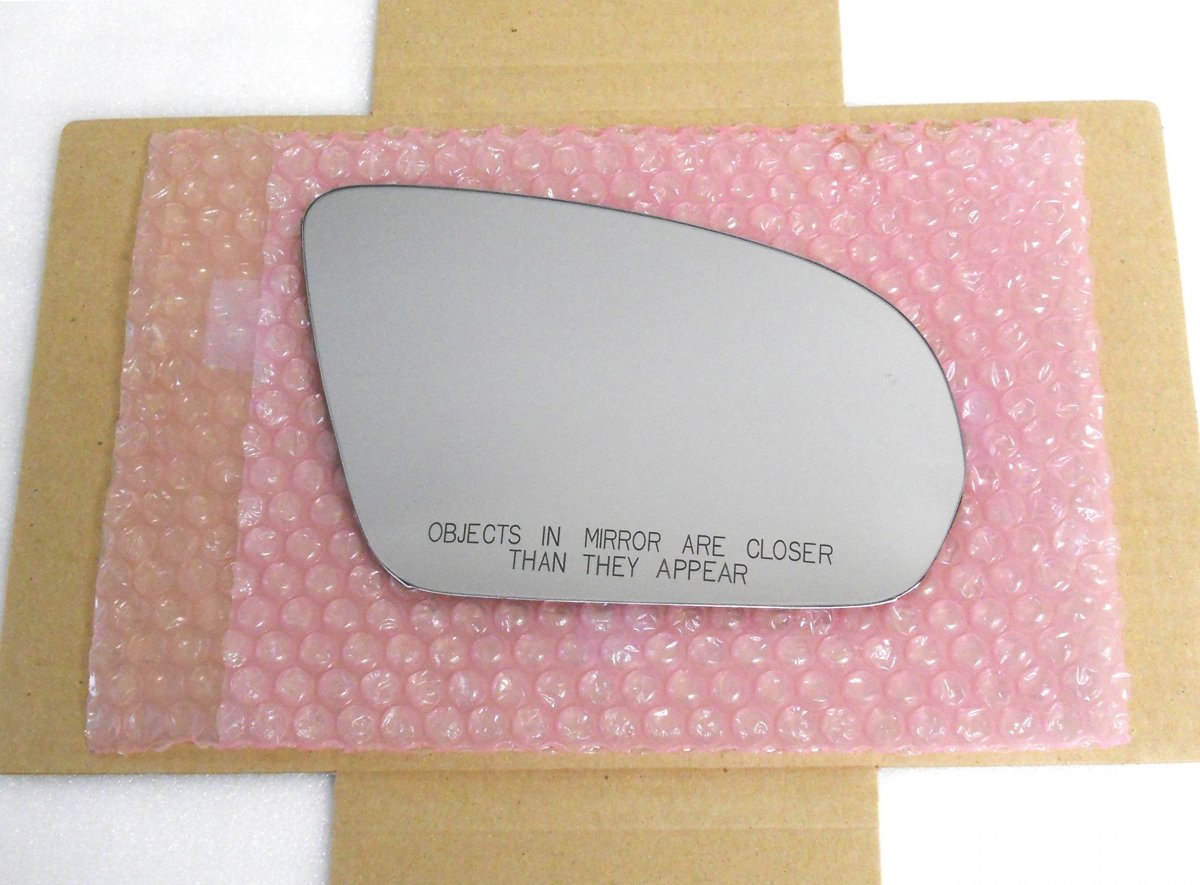 OBJECTS IN MIRROR ARE CLOSER
THAN THEY APPEAR